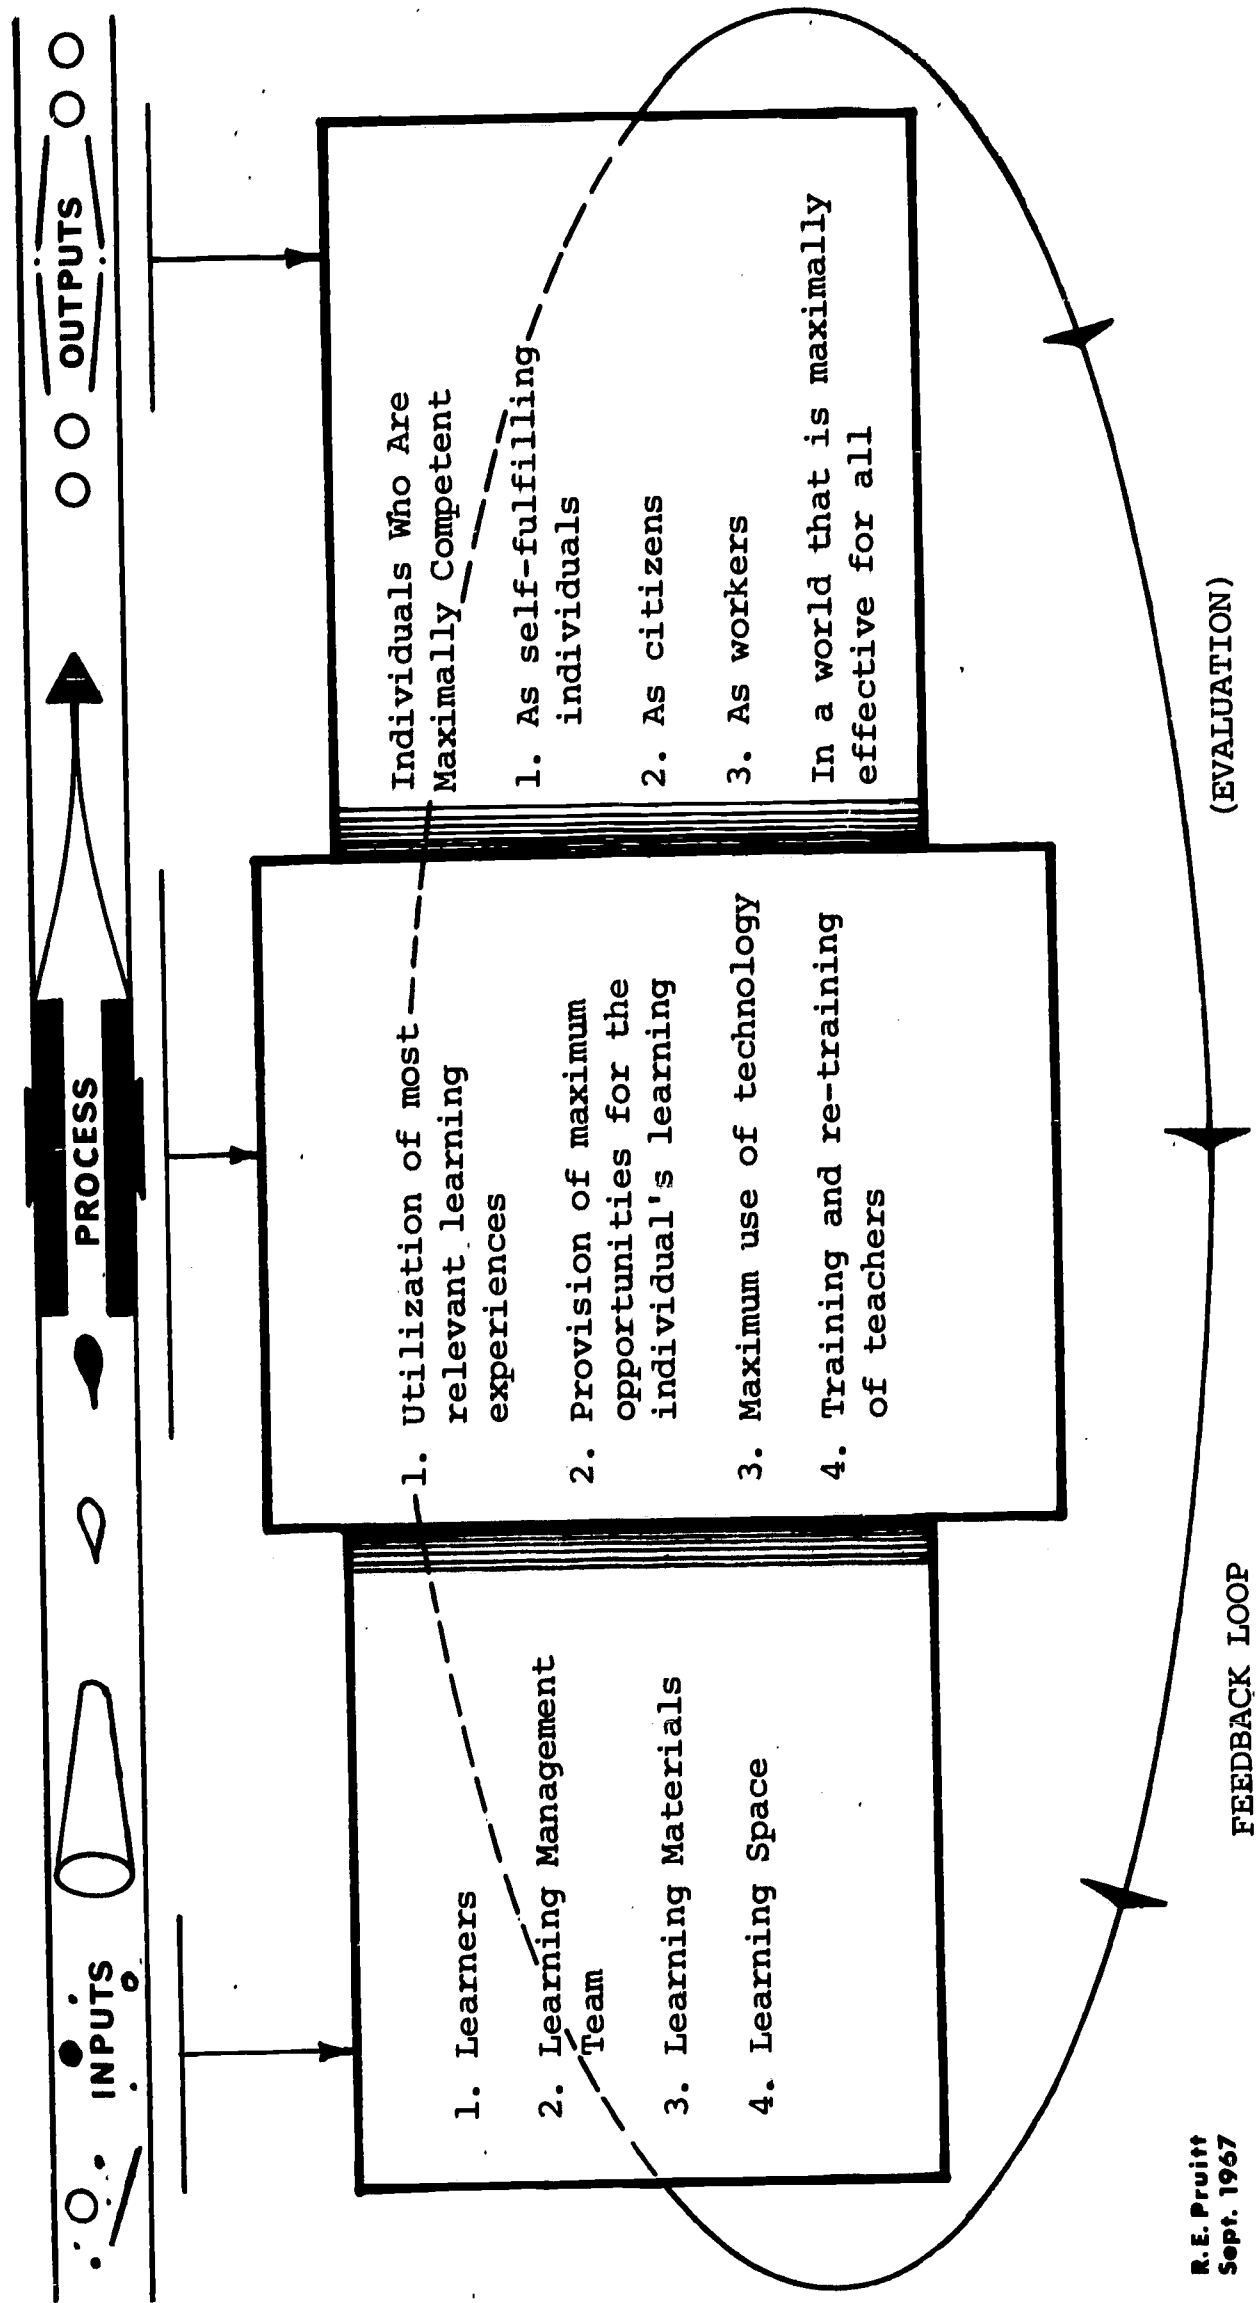 INPUTS
PROCESS
OUTPUTS
1. Learners
2. Learning Management
Team
3. Learning Materials
4. Learning Space
1. Utilization of most
relevant learning
experiences
2. Provision of maximum
opportunities for the
individual's learning
3. Maximum use of technology
4. Training and re-training
of teachers
Individuals Who Are
Maximally Competent
1. As self-fulfilling
individuals
2. As citizens
3. As workers
In a world that is maximally
effective for all
FEEDBACK LOOP
(EVALUATION)
R.E. Pruitt
Sept. 1967